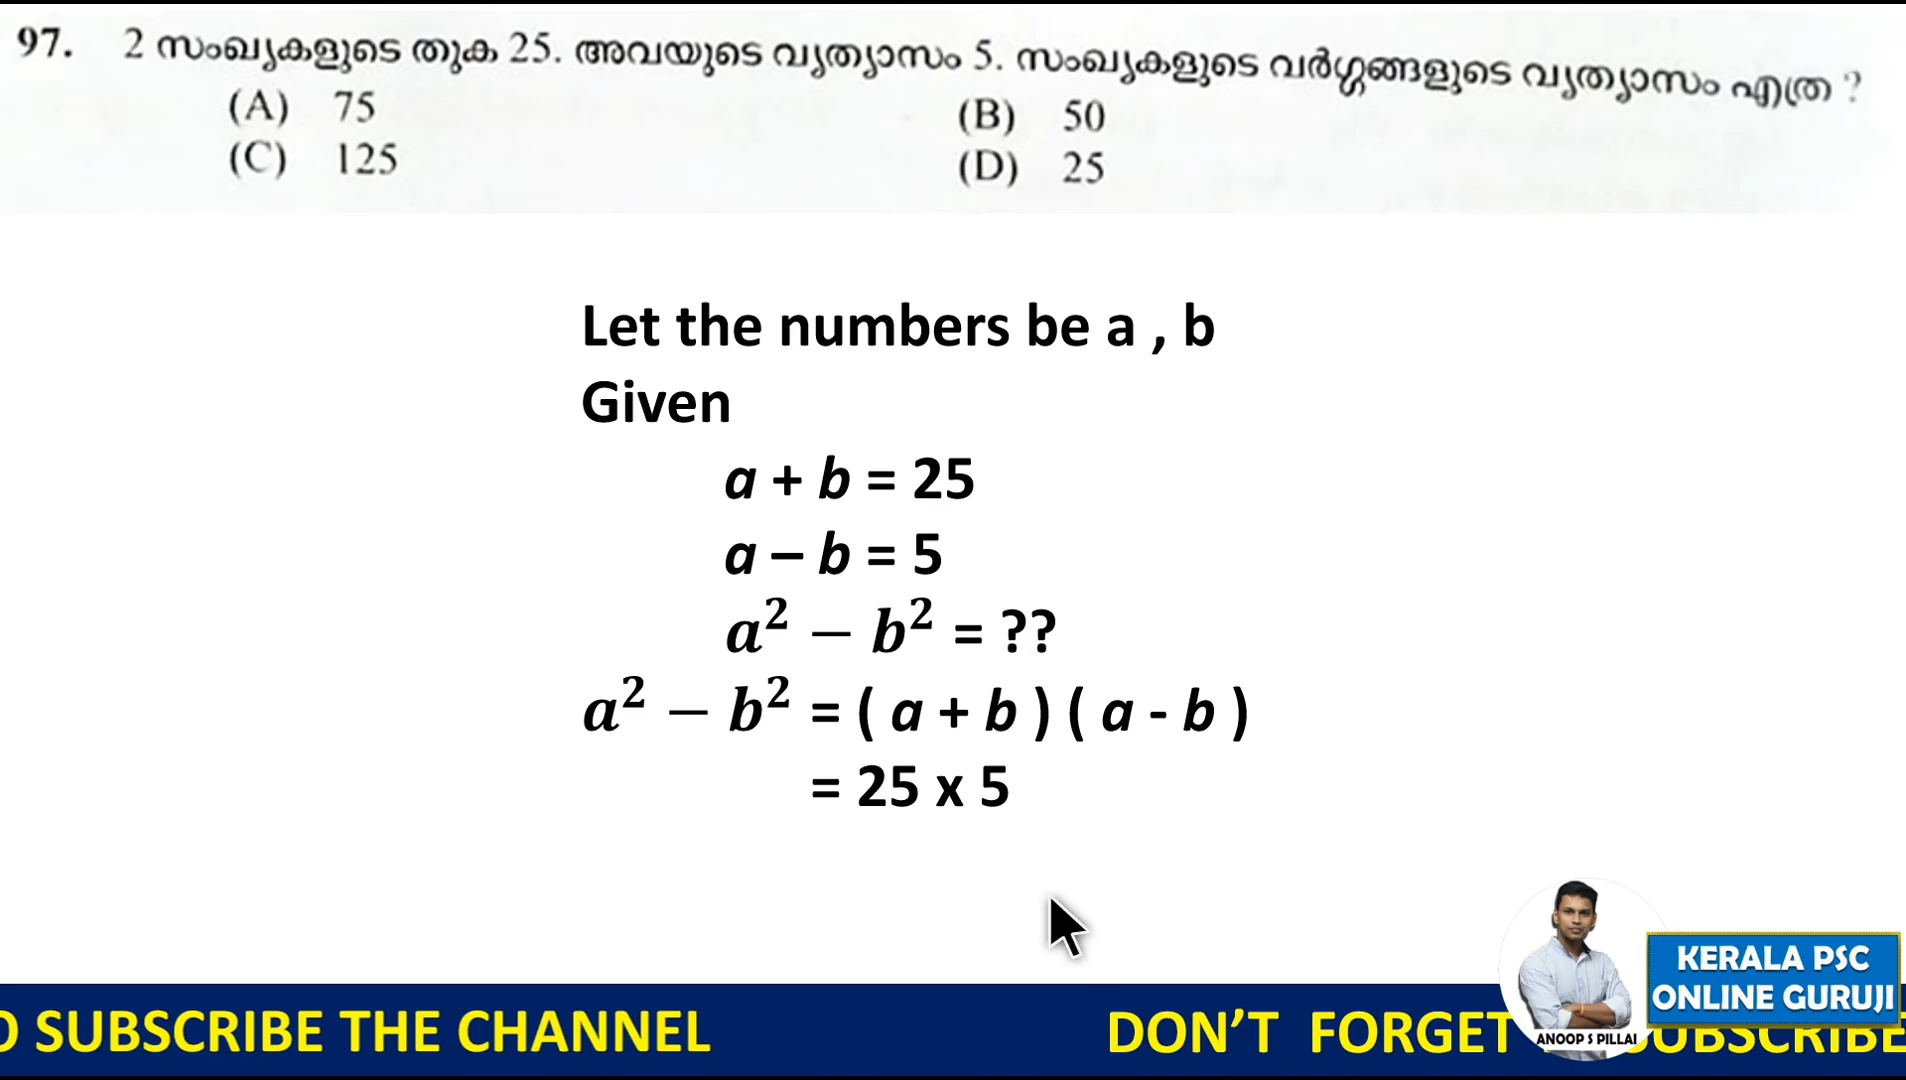 97. 2 സംഖ്യകളുടെ തുക 25. അവയുടെ വ്യത്യാസം 5. സംഖ്യകളുടെ വർഗ്ഗങ്ങളുടെ വ്യത്യാസം എത്ര ?
(A) 75 (B) 50
(C) 125 (D) 25
Let the numbers be a , b
Given
a + b = 25
a – b = 5
a² − b² = ??
a² − b² = ( a + b ) ( a - b )
= 25 x 5
KERALA PSC
ONLINE GURUJI
ANOOP S PILLAI
O SUBSCRIBE THE CHANNEL DON’T FORGET SUBSCRIBE